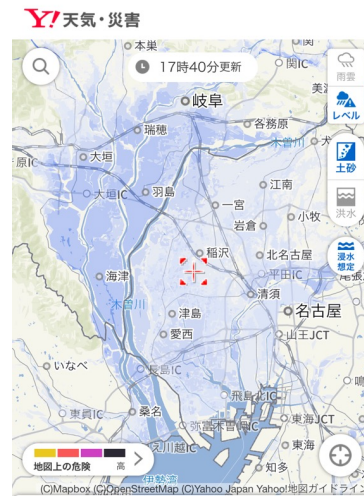 Y! 天気・災害
本巣
17時40分更新
関IC
関
岐阜
雨雲
瑞穂
各務原
レベル
木曽川
大垣
原IC
大垣IC
羽島
江南
土砂
一宮
小牧
岩倉
洪水
稲沢
北名古屋
平田IC
浸水
想定
海津
清須
木曽川
津島
名古屋
愛西
山王JCT
いなべ
長島IC
飛島北IC
東員IC
桑名
弥富木曽岬IC
東海JCT
川越IC
東海
地図上の危険
高
知多
伊勢湾
(C)Mapbox (C)OpenStreetMap (C)Yahoo Japan Yahoo!地図ガイドライン